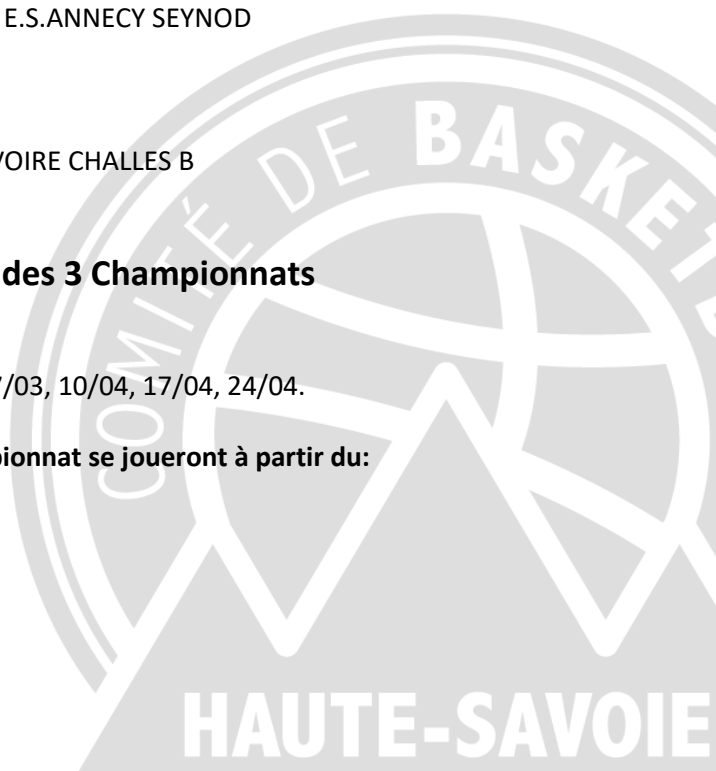 E.S.ANNECY SEYNOD
VOIRE CHALLES B
des 3 Championnats
/03, 10/04, 17/04, 24/04.
pionnat se joueront à partir du:
COMITÉ DE BASKET
HAUTE-SAVOIE